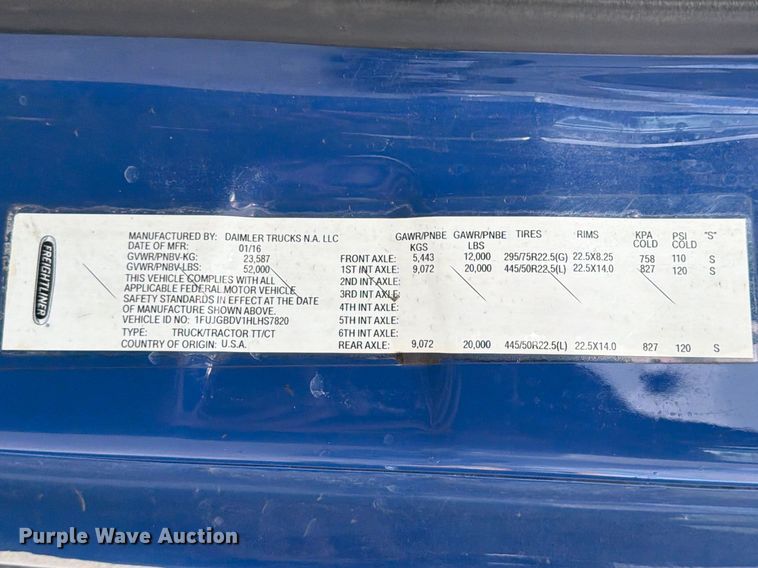 FREIGHTLINER
MANUFACTURED BY: DAIMLER TRUCKS N.A. LLC
DATE OF MFR: 01/16
GVWR/PNBV-KG: 23,587
GVWR/PNBV-LBS: 52,000
THIS VEHICLE COMPLIES WITH ALL
APPLICABLE FEDERAL MOTOR VEHICLE
SAFETY STANDARDS IN EFFECT AT THE DATE
OF MANUFACTURE SHOWN ABOVE.
VEHICLE ID NO.: 1FUJGBDV1HLHS7820
TYPE: TRUCK/TRACTOR TT/CT
COUNTRY OF ORIGIN: U.S.A.
GAWR/PNBE GAWR/PNBE TIRES RIMS KPA PSI "S"
KGS LBS COLD COLD
FRONT AXLE: 5,443 12,000 295/75R22.5(G) 22.5X8.25 758 110 S
1ST INT AXLE: 9,072 20,000 445/50R22.5(L) 22.5X14.0 827 120 S
2ND INT AXLE:
3RD INT AXLE:
4TH INT AXLE:
5TH INT AXLE:
6TH INT AXLE:
REAR AXLE: 9,072 20,000 445/50R22.5(L) 22.5X14.0 827 120 S
Purple Wave Auction